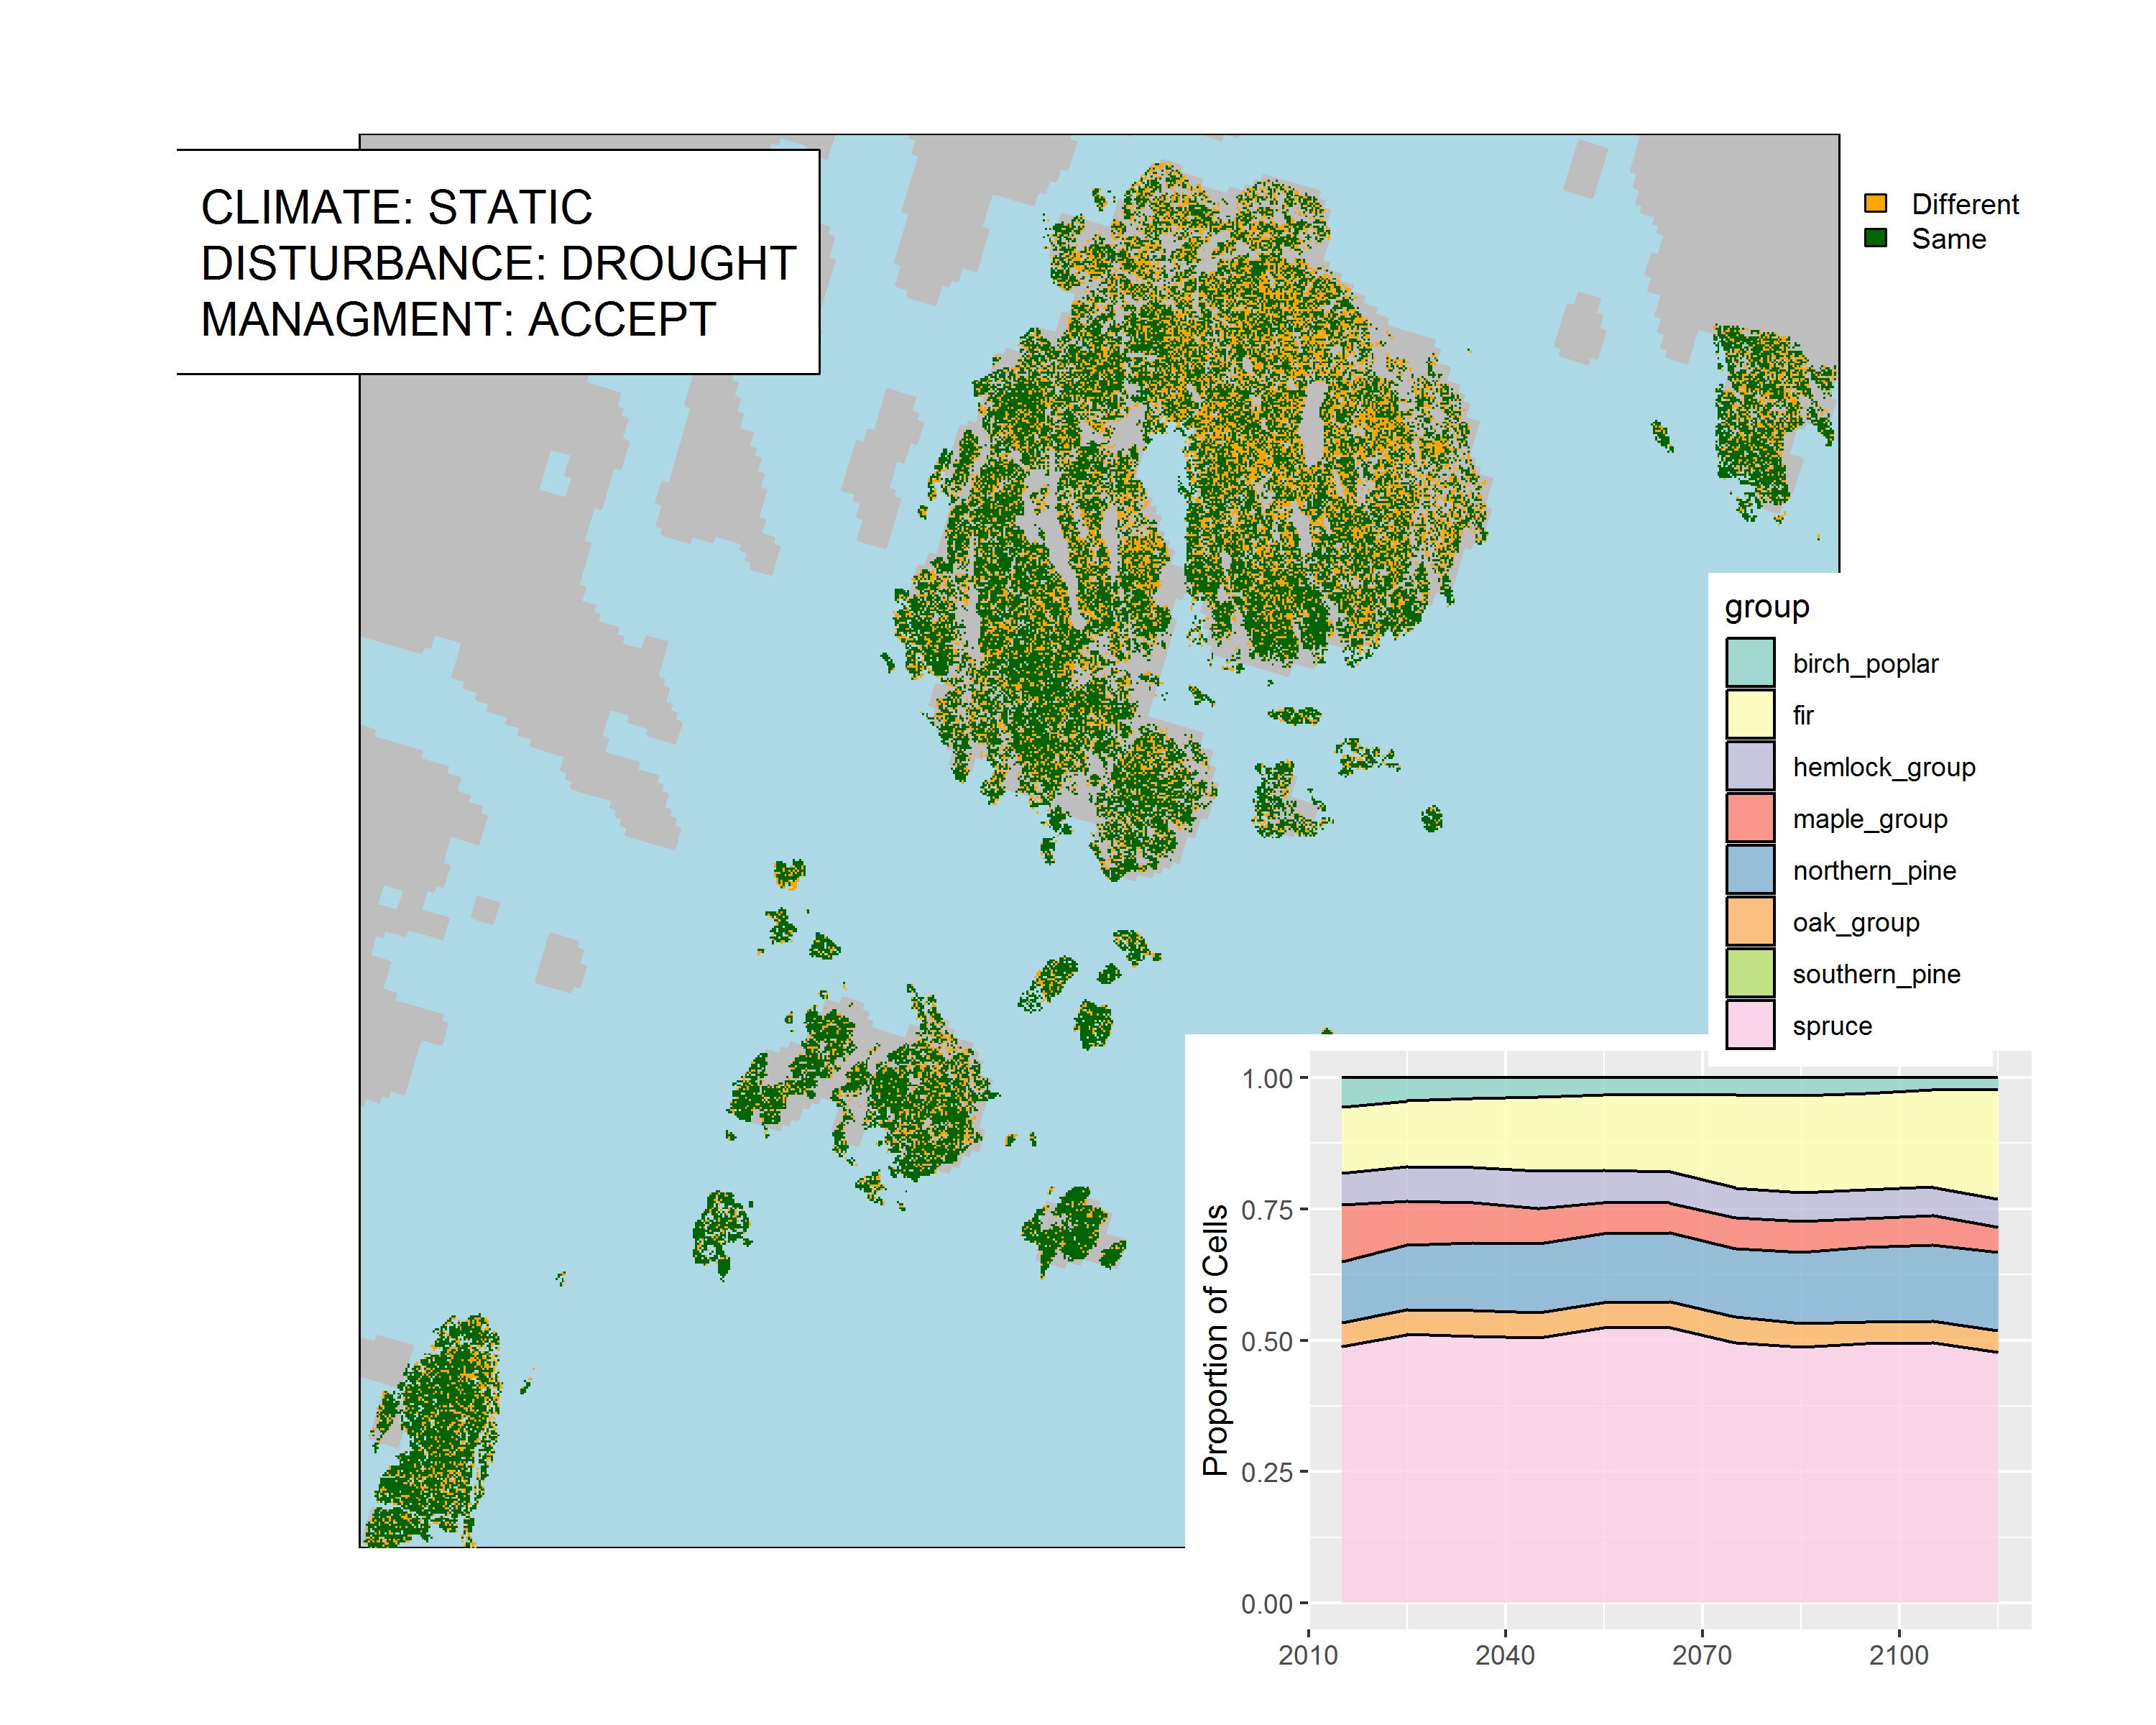 CLIMATE: STATIC
DISTURBANCE: DROUGHT
MANAGMENT: ACCEPT
Different
Same
group
birch_poplar
fir
hemlock_group
maple_group
northern_pine
oak_group
southern_pine
spruce
Proportion of Cells
1.00
0.75
0.50
0.25
0.00
2010
2040
2070
2100